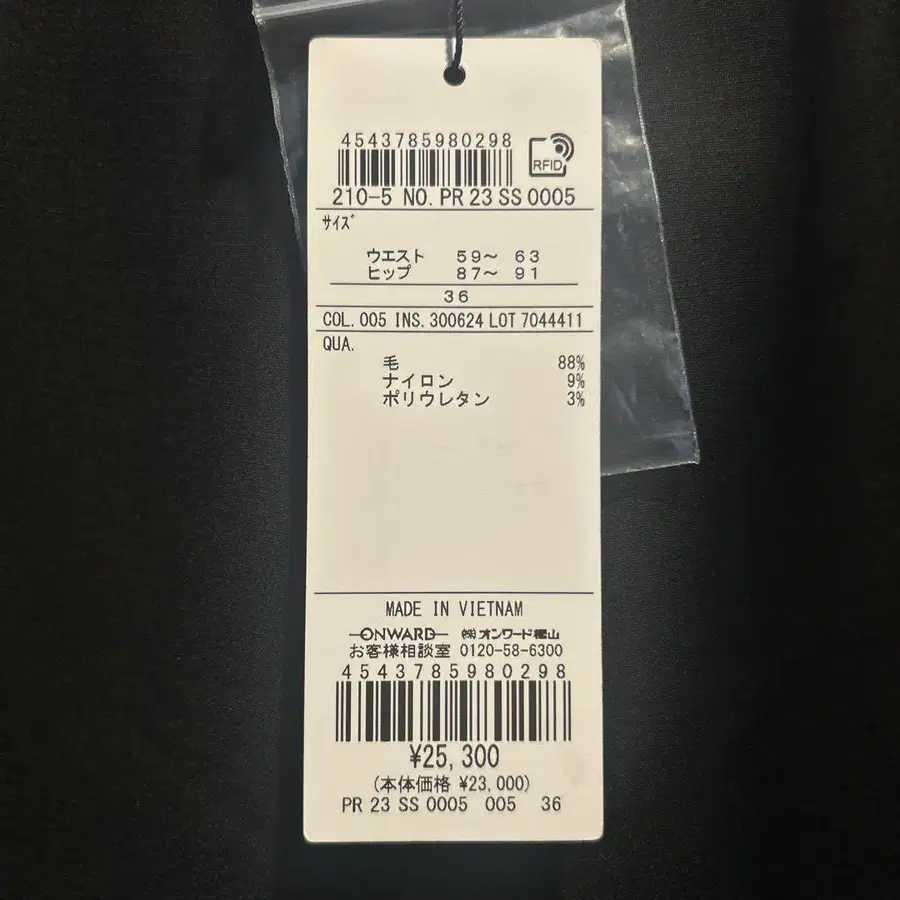 4543785980298
RFID
210-5 NO. PR 23 SS 0005
ｻｲｽﾞ
ウエスト 59～ 63
ヒップ 87～ 91
36
COL. 005 INS. 300624 LOT 7044411
QUA.
毛 88%
ナイロン 9%
ポリウレタン 3%
MADE IN VIETNAM
ONWARD ㈱オンワード樫山
お客様相談室 0120-58-6300
4543785980298
¥25,300
(本体価格 ¥23,000)
PR 23 SS 0005 005 36